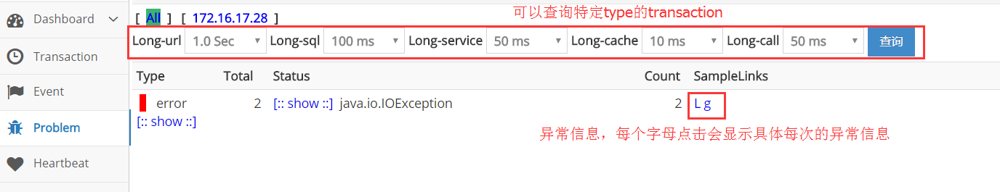 Dashboard
Transaction
Event
Problem
Heartbeat
[ All ] [ 172.16.17.28 ]
可以查询特定type的transaction
Long-url 1.0 Sec Long-sql 100 ms Long-service 50 ms Long-cache 10 ms Long-call 50 ms 查询
Type Total Status Count SampleLinks
error 2 [:: show ::] java.io.IOException 2 L g
[:: show ::]
异常信息，每个字母点击会显示具体每次的异常信息